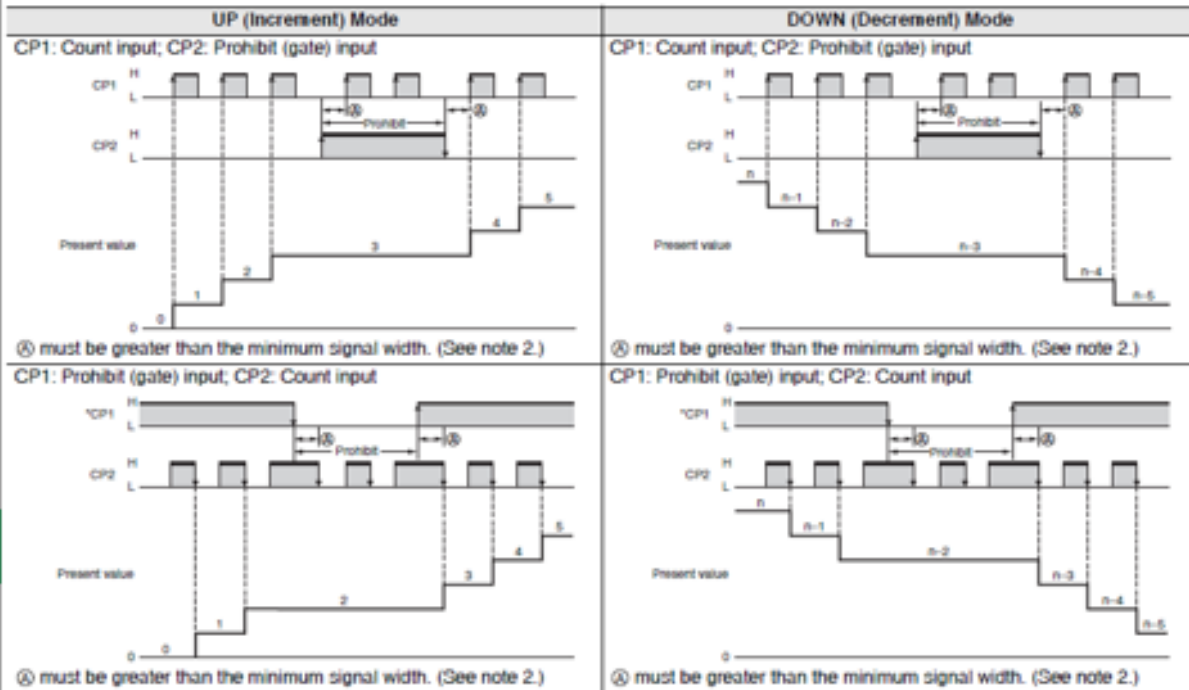 UP (Increment) Mode
CP1: Count input; CP2: Prohibit (gate) input
CP1 H
L
Ⓐ Ⓐ
Prohibit
CP2 H
L
5
4
Present value 3
2
1
0 0
Ⓐ must be greater than the minimum signal width. (See note 2.)
DOWN (Decrement) Mode
CP1: Count input; CP2: Prohibit (gate) input
CP1 H
L
Ⓐ Ⓐ
Prohibit
CP2 H
L
n
n−1
n−2
Present value n−3
n−4
n−5
0
Ⓐ must be greater than the minimum signal width. (See note 2.)
CP1: Prohibit (gate) input; CP2: Count input
*CP1 H
L
Ⓐ Ⓐ
Prohibit
CP2 H
L
5
4
Present value 3
2
1
0 0
Ⓐ must be greater than the minimum signal width. (See note 2.)
CP1: Prohibit (gate) input; CP2: Count input
*CP1 H
L
Ⓐ Ⓐ
Prohibit
CP2 H
L
n
n−1
n−2
Present value n−3
n−4
n−5
0
Ⓐ must be greater than the minimum signal width. (See note 2.)